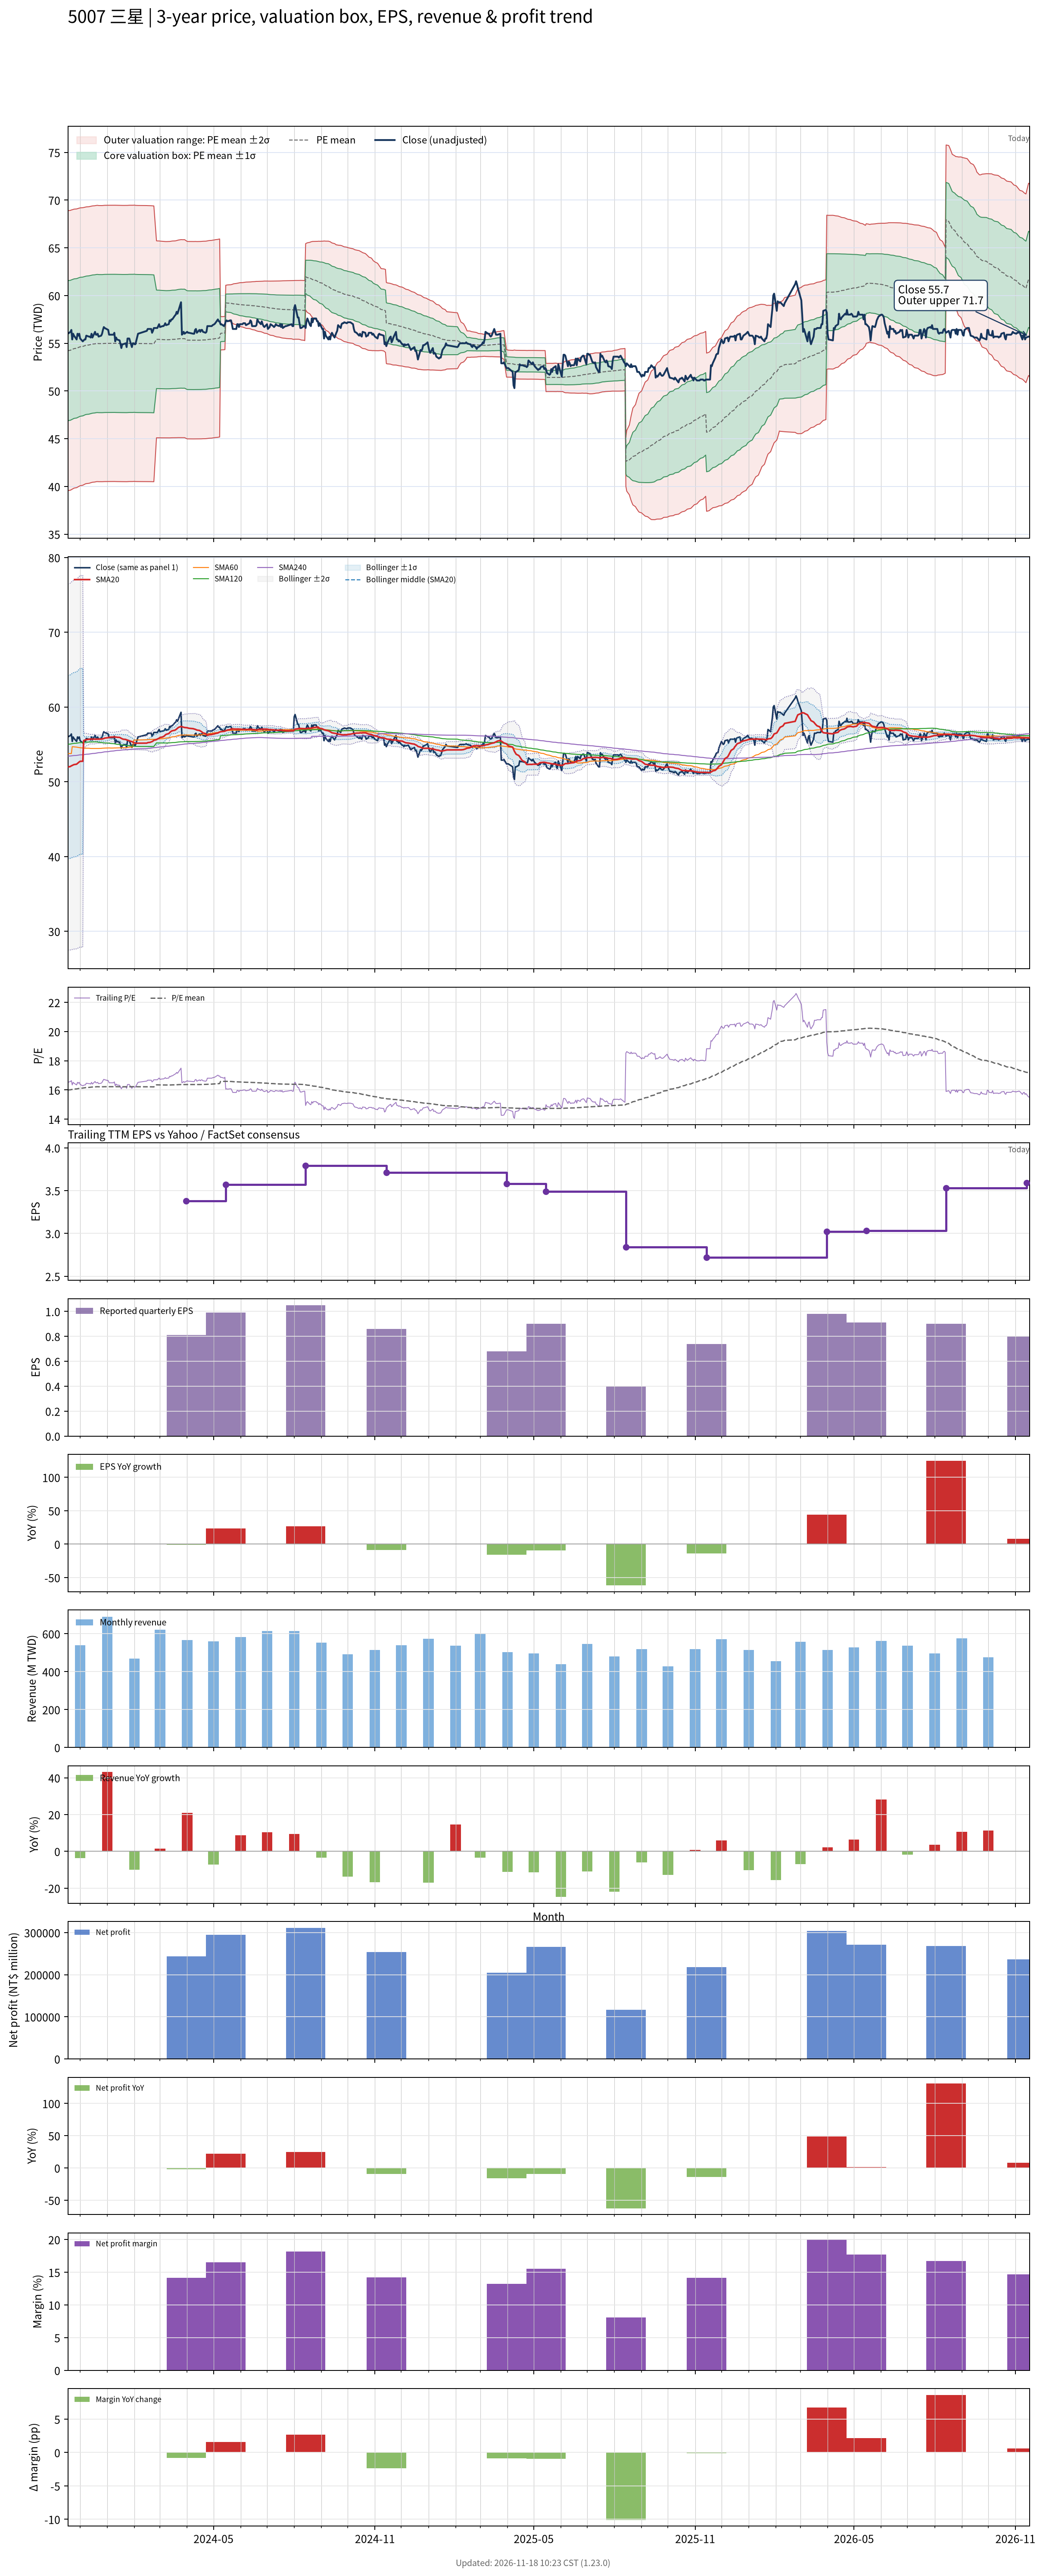 5007 三星 | 3-year price, valuation box, EPS, revenue & profit trend
Outer valuation range: PE mean ±2σ
PE mean
Close (unadjusted)
Core valuation box: PE mean ±1σ
Today
75
70
65
60
55
50
45
40
35
Price (TWD)
Close 55.7
Outer upper 71.7
Close (same as panel 1)
SMA20
SMA60
SMA120
SMA240
Bollinger ±2σ
Bollinger ±1σ
Bollinger middle (SMA20)
80
70
60
50
40
30
Price
Trailing P/E
P/E mean
22
20
18
16
14
P/E
Trailing TTM EPS vs Yahoo / FactSet consensus
Today
4.0
3.5
3.0
2.5
EPS
Reported quarterly EPS
1.0
0.8
0.6
0.4
0.2
0.0
EPS
EPS YoY growth
100
50
0
-50
YoY (%)
Monthly revenue
600
400
200
0
Revenue (M TWD)
Revenue YoY growth
40
20
0
-20
YoY (%)
Month
Net profit
300000
200000
100000
0
Net profit (NT$ million)
Net profit YoY
100
50
0
-50
YoY (%)
Net profit margin
20
15
10
5
0
Margin (%)
Margin YoY change
5
0
-5
-10
Δ margin (pp)
2024-05
2024-11
2025-05
2025-11
2026-05
2026-11
Updated: 2026-11-18 10:23 CST (1.23.0)